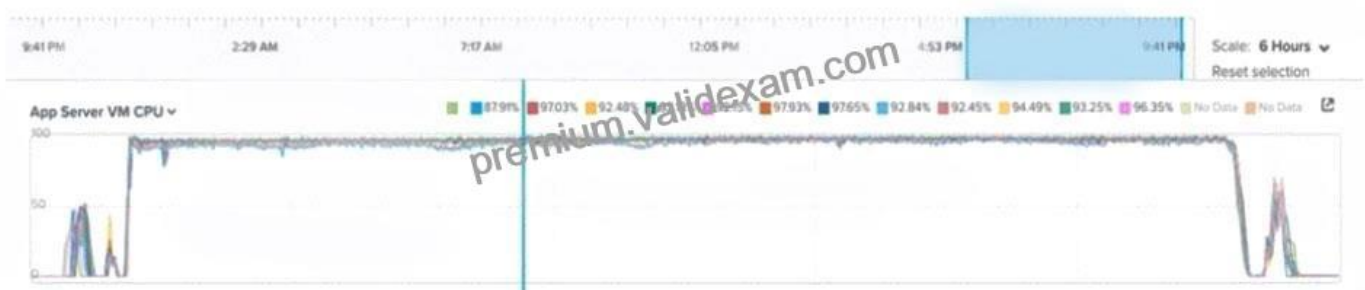 9:41 PM 2:29 AM 7:17 AM 12:05 PM 4:53 PM 9:41 PM Scale: 6 Hours
Reset selection
App Server VM CPU 87.91% 97.03% 92.48% 97.93% 97.65% 92.84% 92.45% 94.49% 93.25% 96.35% No Data No Data
100
50
0
premium.validexam.com